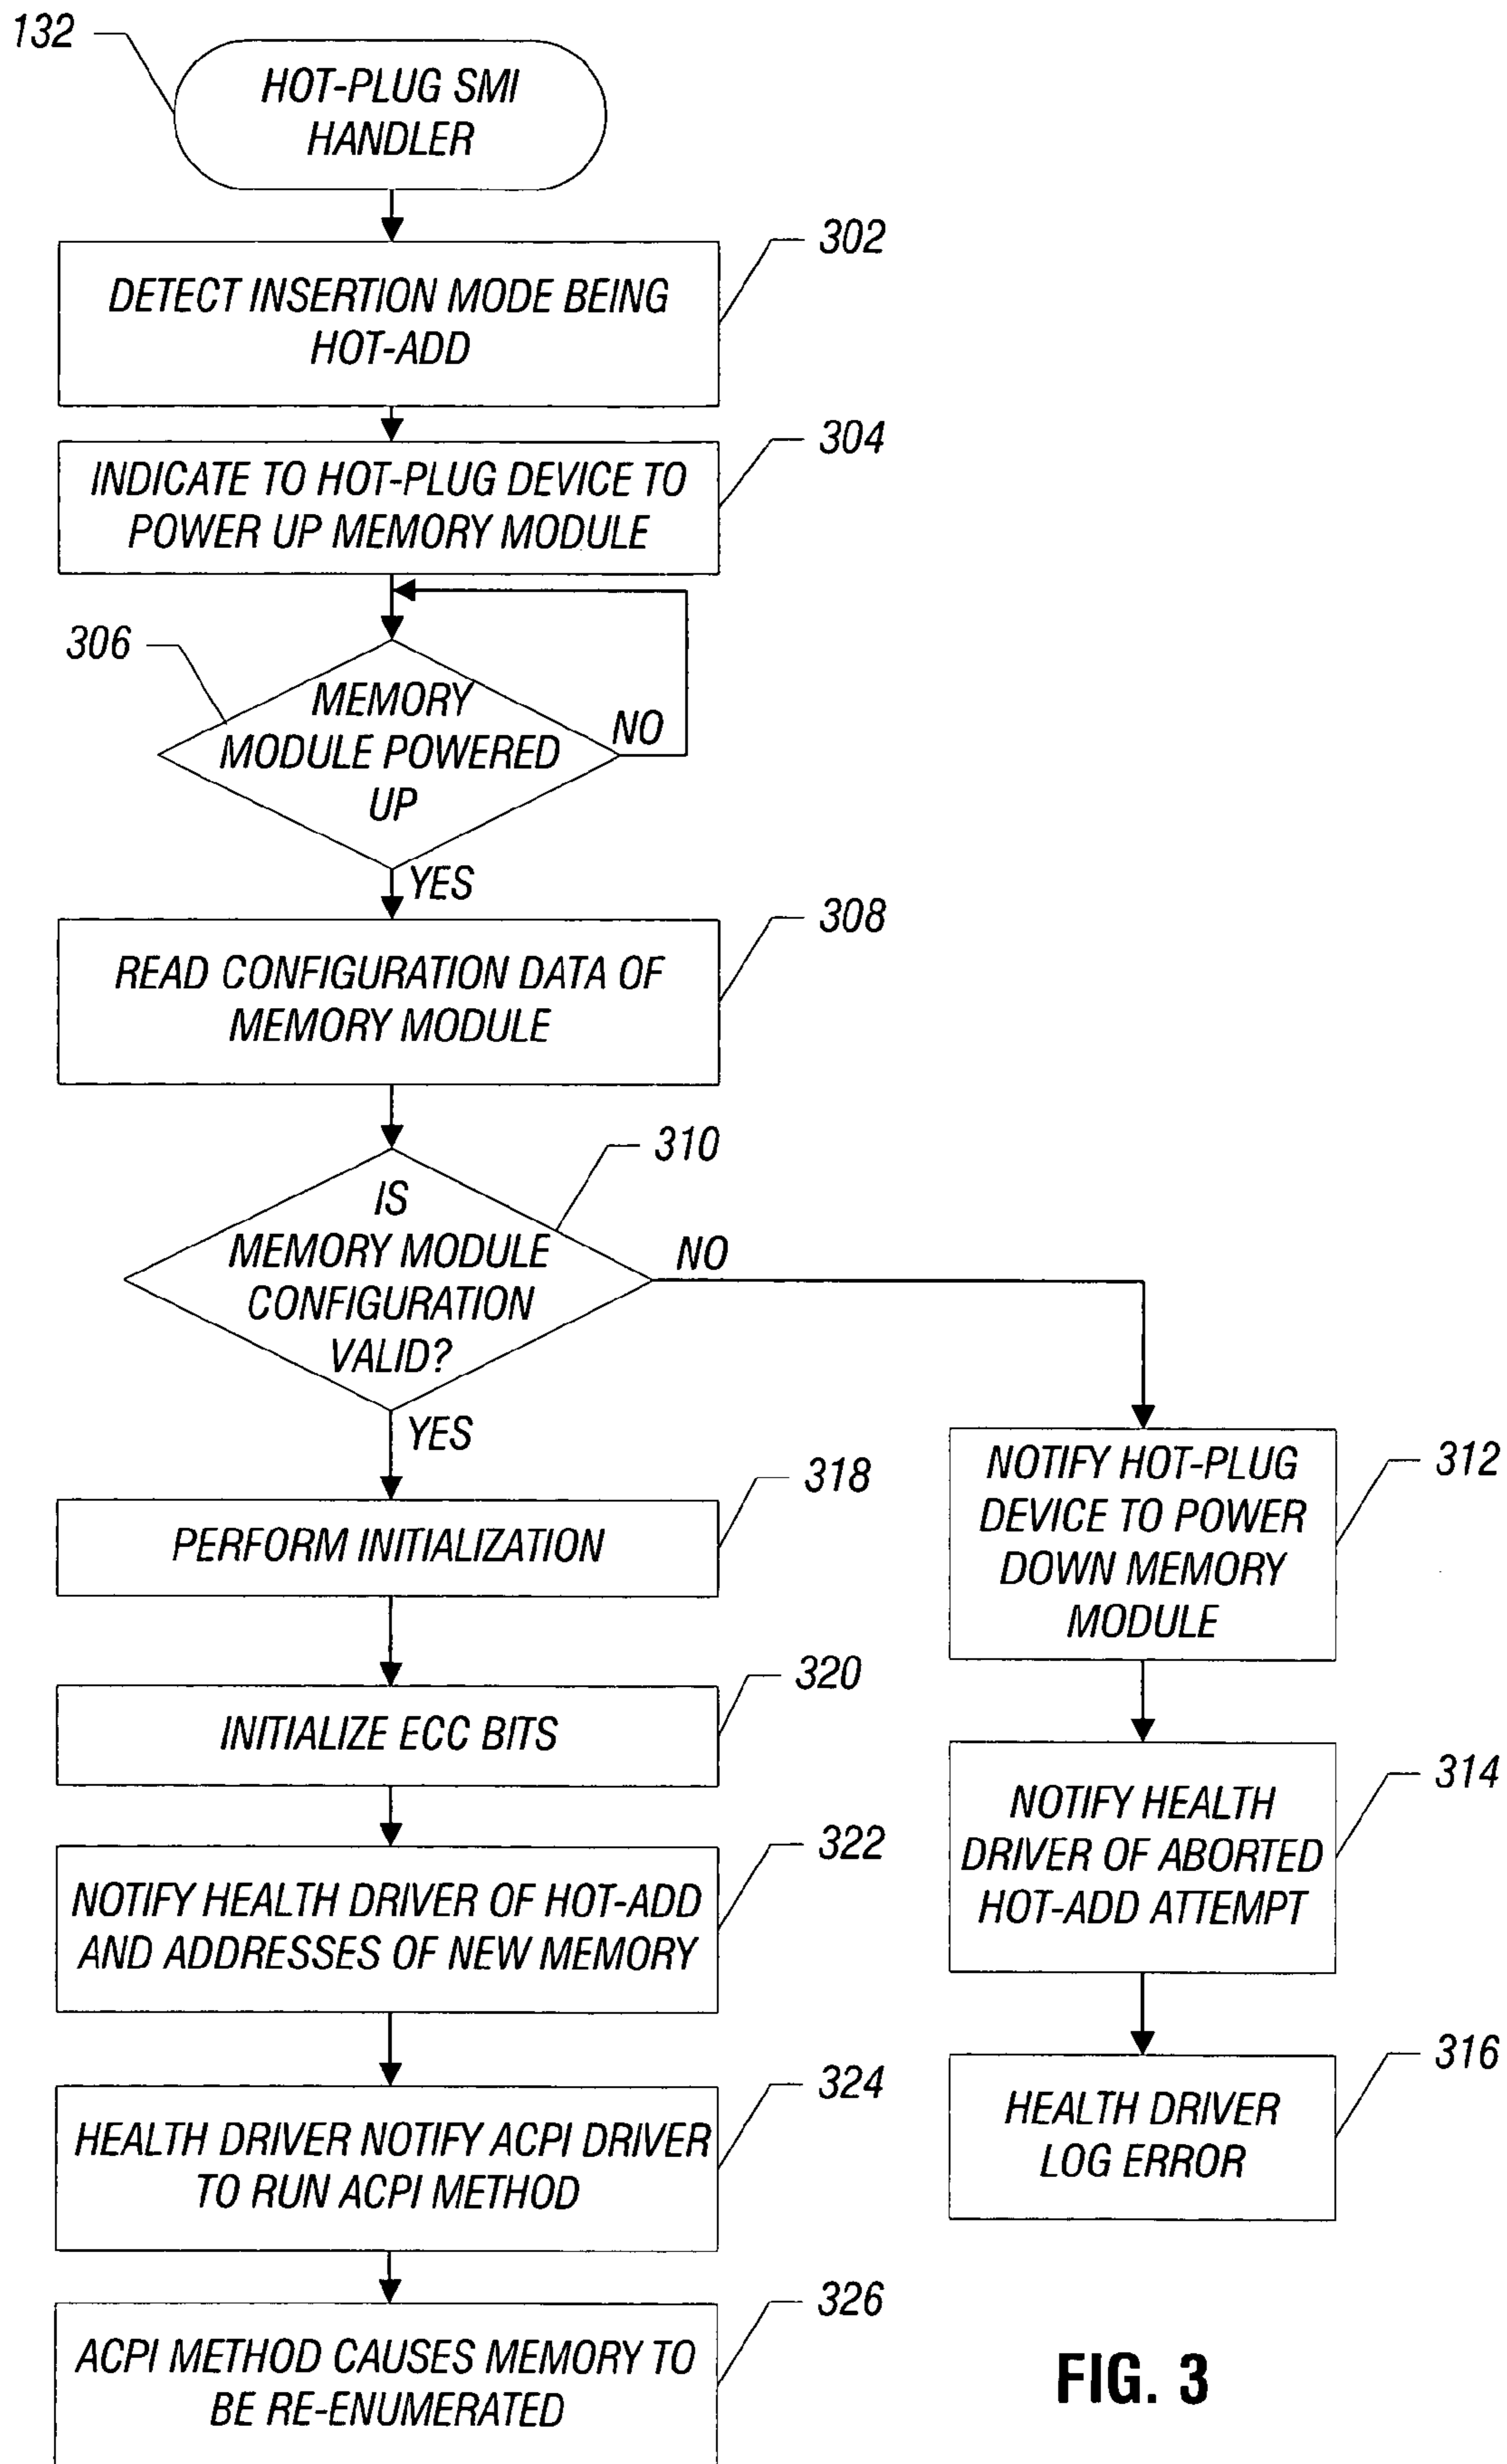 132
HOT-PLUG SMI
HANDLER
302
DETECT INSERTION MODE BEING
HOT-ADD
304
INDICATE TO HOT-PLUG DEVICE TO
POWER UP MEMORY MODULE
306
MEMORY
MODULE POWERED
UP
NO
YES
308
READ CONFIGURATION DATA OF
MEMORY MODULE
310
IS
MEMORY MODULE
CONFIGURATION
VALID?
NO
YES
318
PERFORM INITIALIZATION
320
INITIALIZE ECC BITS
322
NOTIFY HEALTH DRIVER OF HOT-ADD
AND ADDRESSES OF NEW MEMORY
324
HEALTH DRIVER NOTIFY ACPI DRIVER
TO RUN ACPI METHOD
326
ACPI METHOD CAUSES MEMORY TO
BE RE-ENUMERATED
312
NOTIFY HOT-PLUG
DEVICE TO POWER
DOWN MEMORY
MODULE
314
NOTIFY HEALTH
DRIVER OF ABORTED
HOT-ADD ATTEMPT
316
HEALTH DRIVER
LOG ERROR
FIG. 3